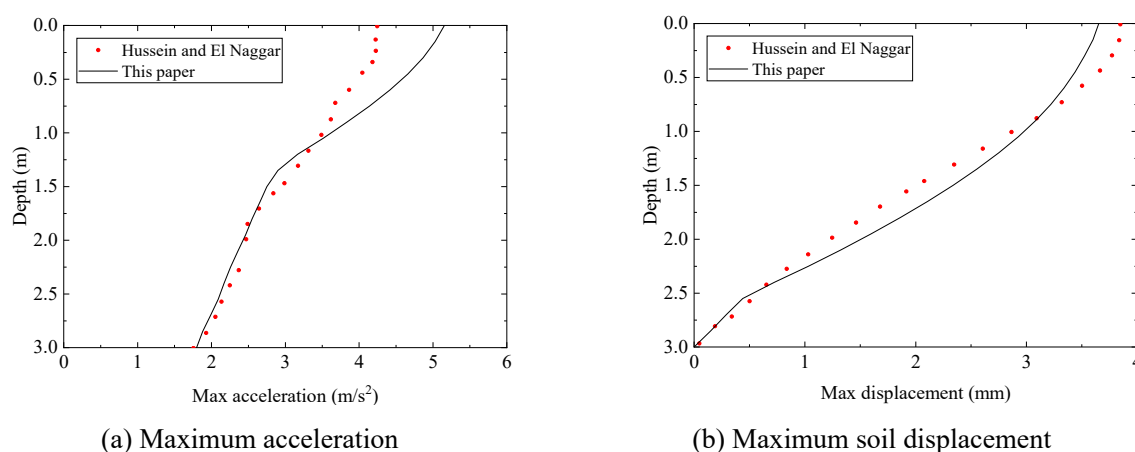 Hussein and El Naggar
This paper
0.0
0.5
1.0
1.5
2.0
2.5
3.0
Depth (m)
0 1 2 3 4 5 6
Max acceleration (m/s²)
(a) Maximum acceleration
Hussein and El Naggar
This paper
0.0
0.5
1.0
1.5
2.0
2.5
3.0
Depth (m)
0 1 2 3 4
Max displacement (mm)
(b) Maximum soil displacement